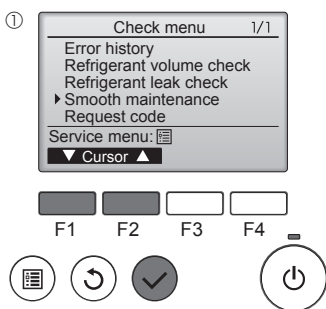 ①
Check menu 1/1
Error history
Refrigerant volume check
Refrigerant leak check
Smooth maintenance
Request code
Service menu:
▼ Cursor ▲
F1 F2 F3 F4